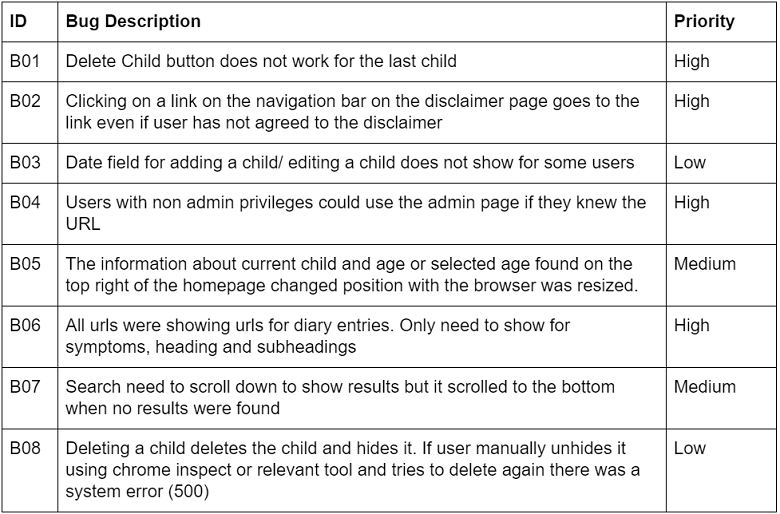 ID Bug Description Priority
B01 Delete Child button does not work for the last child High
B02 Clicking on a link on the navigation bar on the disclaimer page goes to the High
link even if user has not agreed to the disclaimer
B03 Date field for adding a child/ editing a child does not show for some users Low
B04 Users with non admin privileges could use the admin page if they knew the High
URL
B05 The information about current child and age or selected age found on the Medium
top right of the homepage changed position with the browser was resized.
B06 All urls were showing urls for diary entries. Only need to show for High
symptoms, heading and subheadings
B07 Search need to scroll down to show results but it scrolled to the bottom Medium
when no results were found
B08 Deleting a child deletes the child and hides it. If user manually unhides it Low
using chrome inspect or relevant tool and tries to delete again there was a
system error (500)